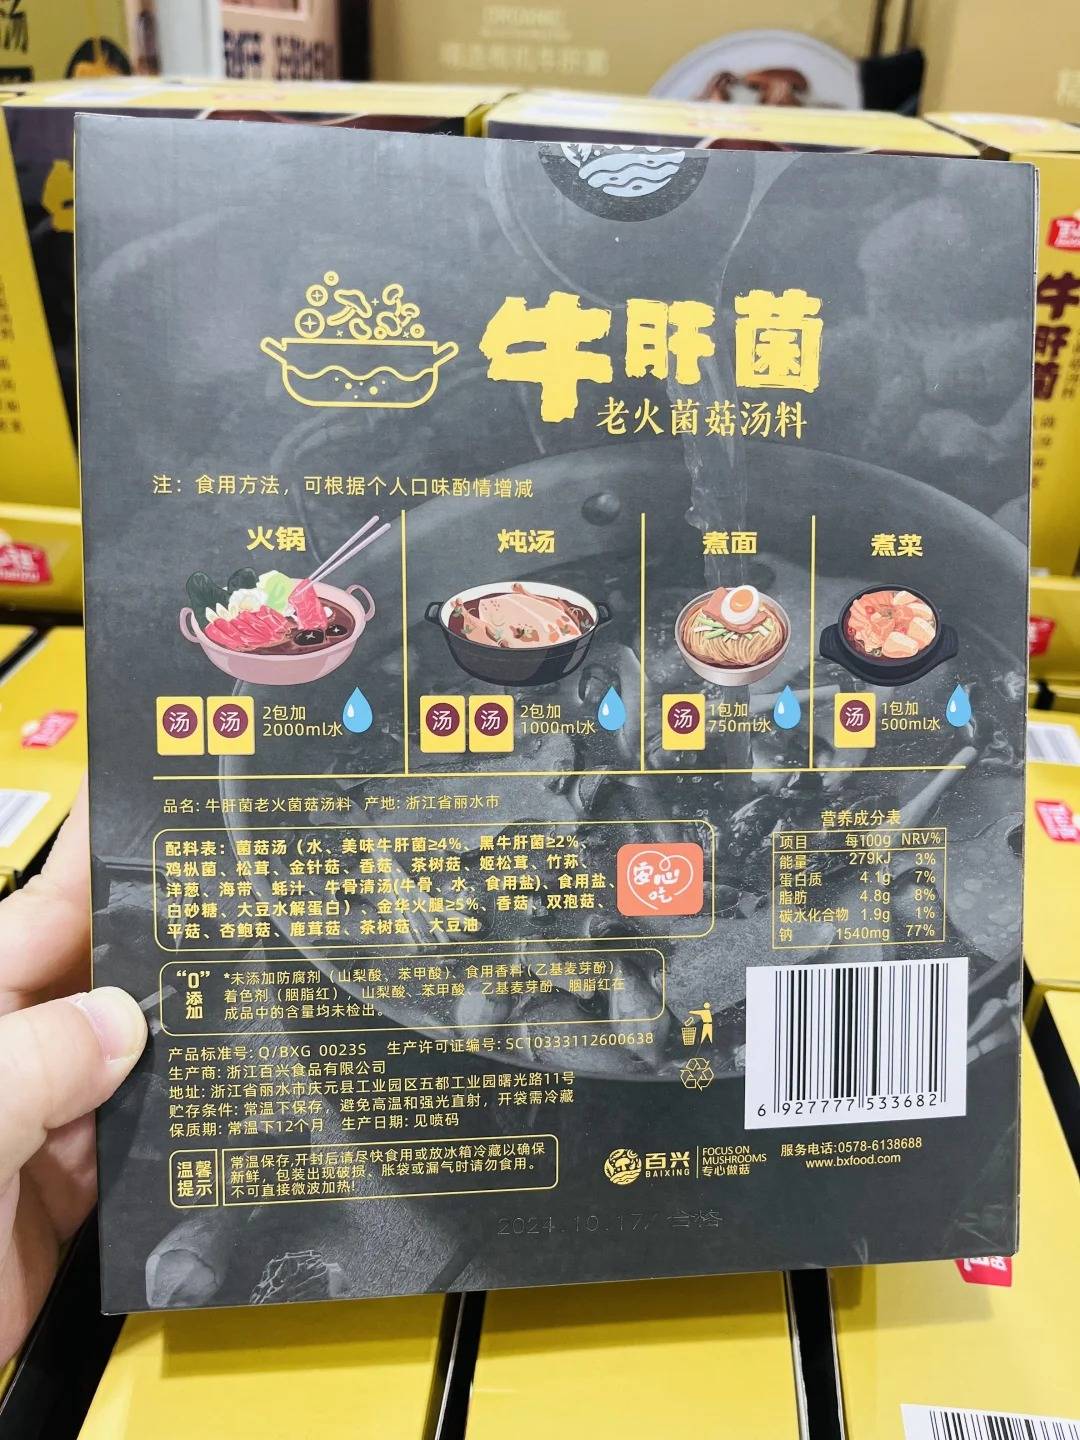 ORGANIC
牛肝菌
老火菌菇汤料
注：食用方法，可根据个人口味酌情增减
火锅
炖汤
煮面
煮菜
汤 汤 2包加
2000ml水
汤 汤 2包加
1000ml水
汤 1包加
750ml水
汤 1包加
500ml水
品名: 牛肝菌老火菌菇汤料 产地: 浙江省丽水市
配料表：菌菇汤（水、美味牛肝菌≥4%、黑牛肝菌≥2%、
鸡枞菌、松茸、金针菇、香菇、茶树菇、姬松茸、竹荪、
洋葱、海带、蚝汁、牛骨清汤(牛骨、水、食用盐)、食用盐、
白砂糖、大豆水解蛋白）、金华火腿≥5%、香菇、双孢菇、
平菇、杏鲍菇、鹿茸菇、茶树菇、大豆油
安心
吃
营养成分表
项目 每100g NRV%
能量 279kJ 3%
蛋白质 4.1g 7%
脂肪 4.8g 8%
碳水化合物 1.9g 1%
钠 1540mg 77%
“0”添加
*未添加防腐剂（山梨酸、苯甲酸）、食用香料（乙基麦芽酚）、
着色剂（胭脂红），山梨酸、苯甲酸、乙基麦芽酚、胭脂红在
成品中的含量均未检出。
产品标准号: Q/BXG 0023S 生产许可证编号: SC10333112600638
生产商: 浙江百兴食品有限公司
地址: 浙江省丽水市庆元县工业园区五都工业园曙光路11号
贮存条件: 常温下保存，避免高温和强光直射，开袋需冷藏
保质期: 常温下12个月 生产日期: 见喷码
温馨
提示
常温保存,开封后请尽快食用或放冰箱冷藏以确保
新鲜，包装出现破损、胀袋或漏气时请勿食用。
不可直接微波加热!
6 927777 533682
百兴
BAIXING
FOCUS ON
MUSHROOMS
专心做菇
服务电话:0578-6138688
www.bxfood.com
2024.10.17/ 合格
牛肝菌